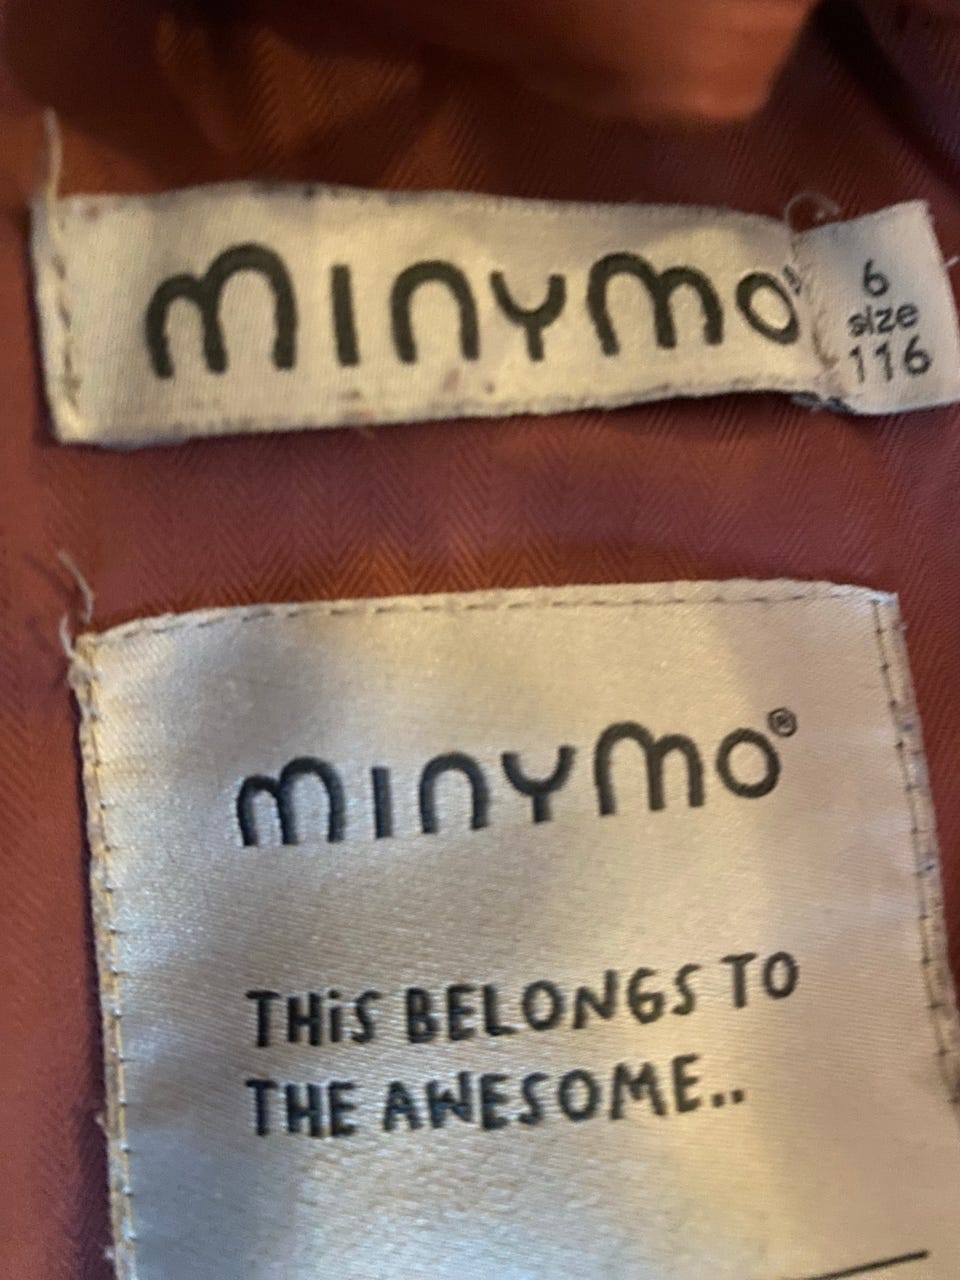 minymo
6
size
116
minymo®
THiS BELONGS TO
THE AWESOME..